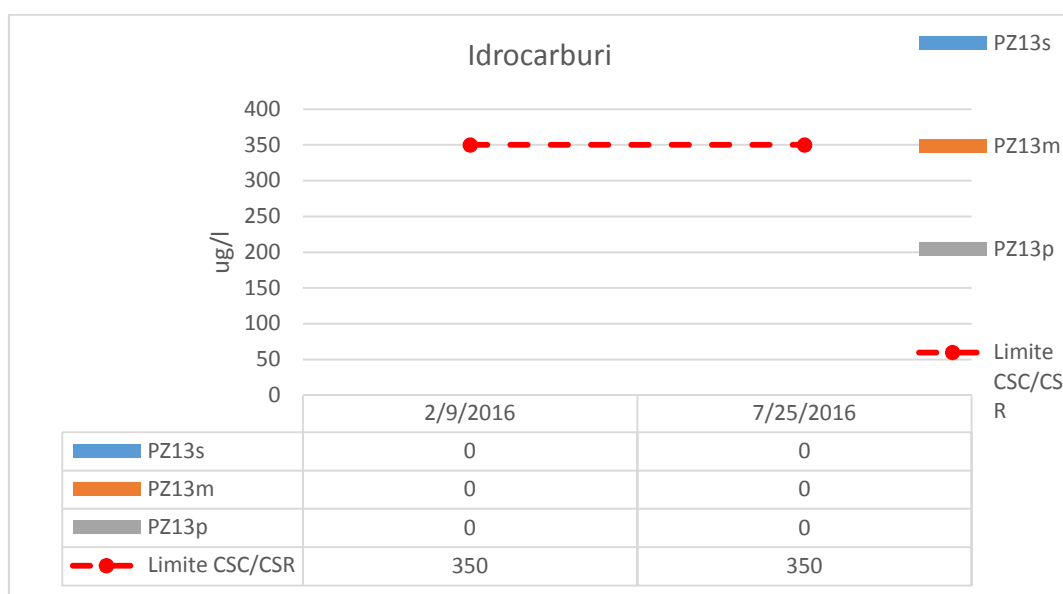 Idrocarburi
PZ13s
PZ13m
PZ13p
Limite
CSC/CS
R
ug/l
400
350
300
250
200
150
100
50
0
2/9/2016 7/25/2016
PZ13s 0 0
PZ13m 0 0
PZ13p 0 0
Limite CSC/CSR 350 350